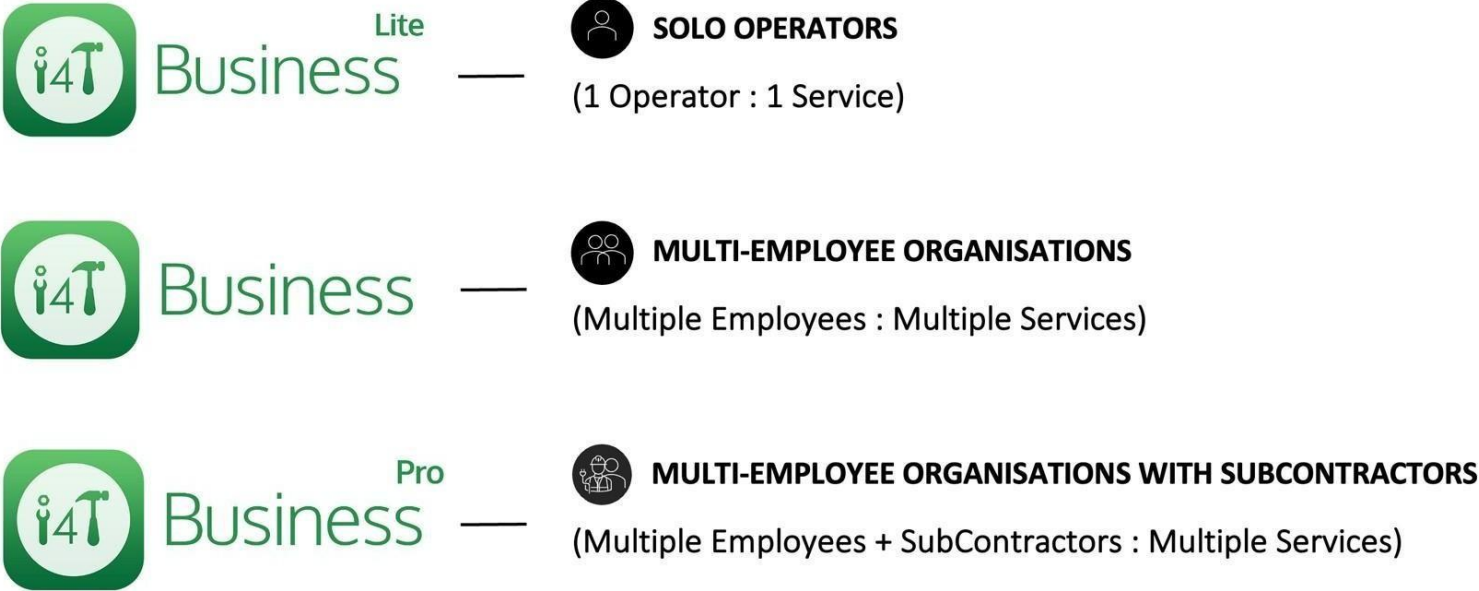 Lite
i4T Business — SOLO OPERATORS
(1 Operator : 1 Service)
i4T Business — MULTI-EMPLOYEE ORGANISATIONS
(Multiple Employees : Multiple Services)
Pro
i4T Business — MULTI-EMPLOYEE ORGANISATIONS WITH SUBCONTRACTORS
(Multiple Employees + SubContractors : Multiple Services)